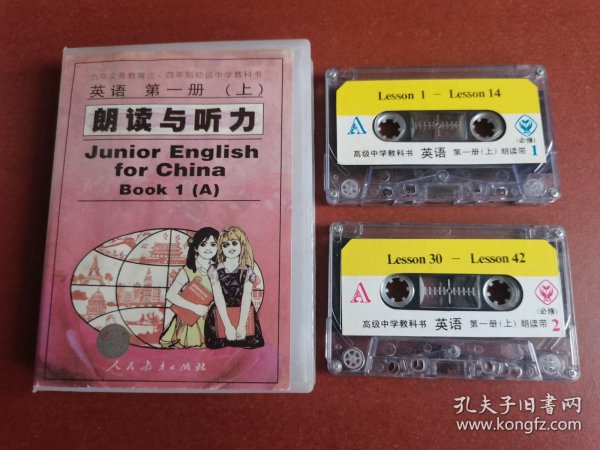 九年义务教育三、四年制初级中学教科书
英语 第一册 (上)
朗读与听力
Junior English
for China
Book 1 (A)
人民教育出版社
Lesson 1 - Lesson 14
A
(必修)
高级中学教科书 英语 第一册(上) 朗读带 1
Lesson 30 - Lesson 42
A
(必修)
高级中学教科书 英语 第一册(上) 朗读带 2
孔夫子旧书网
www.kongfz.com